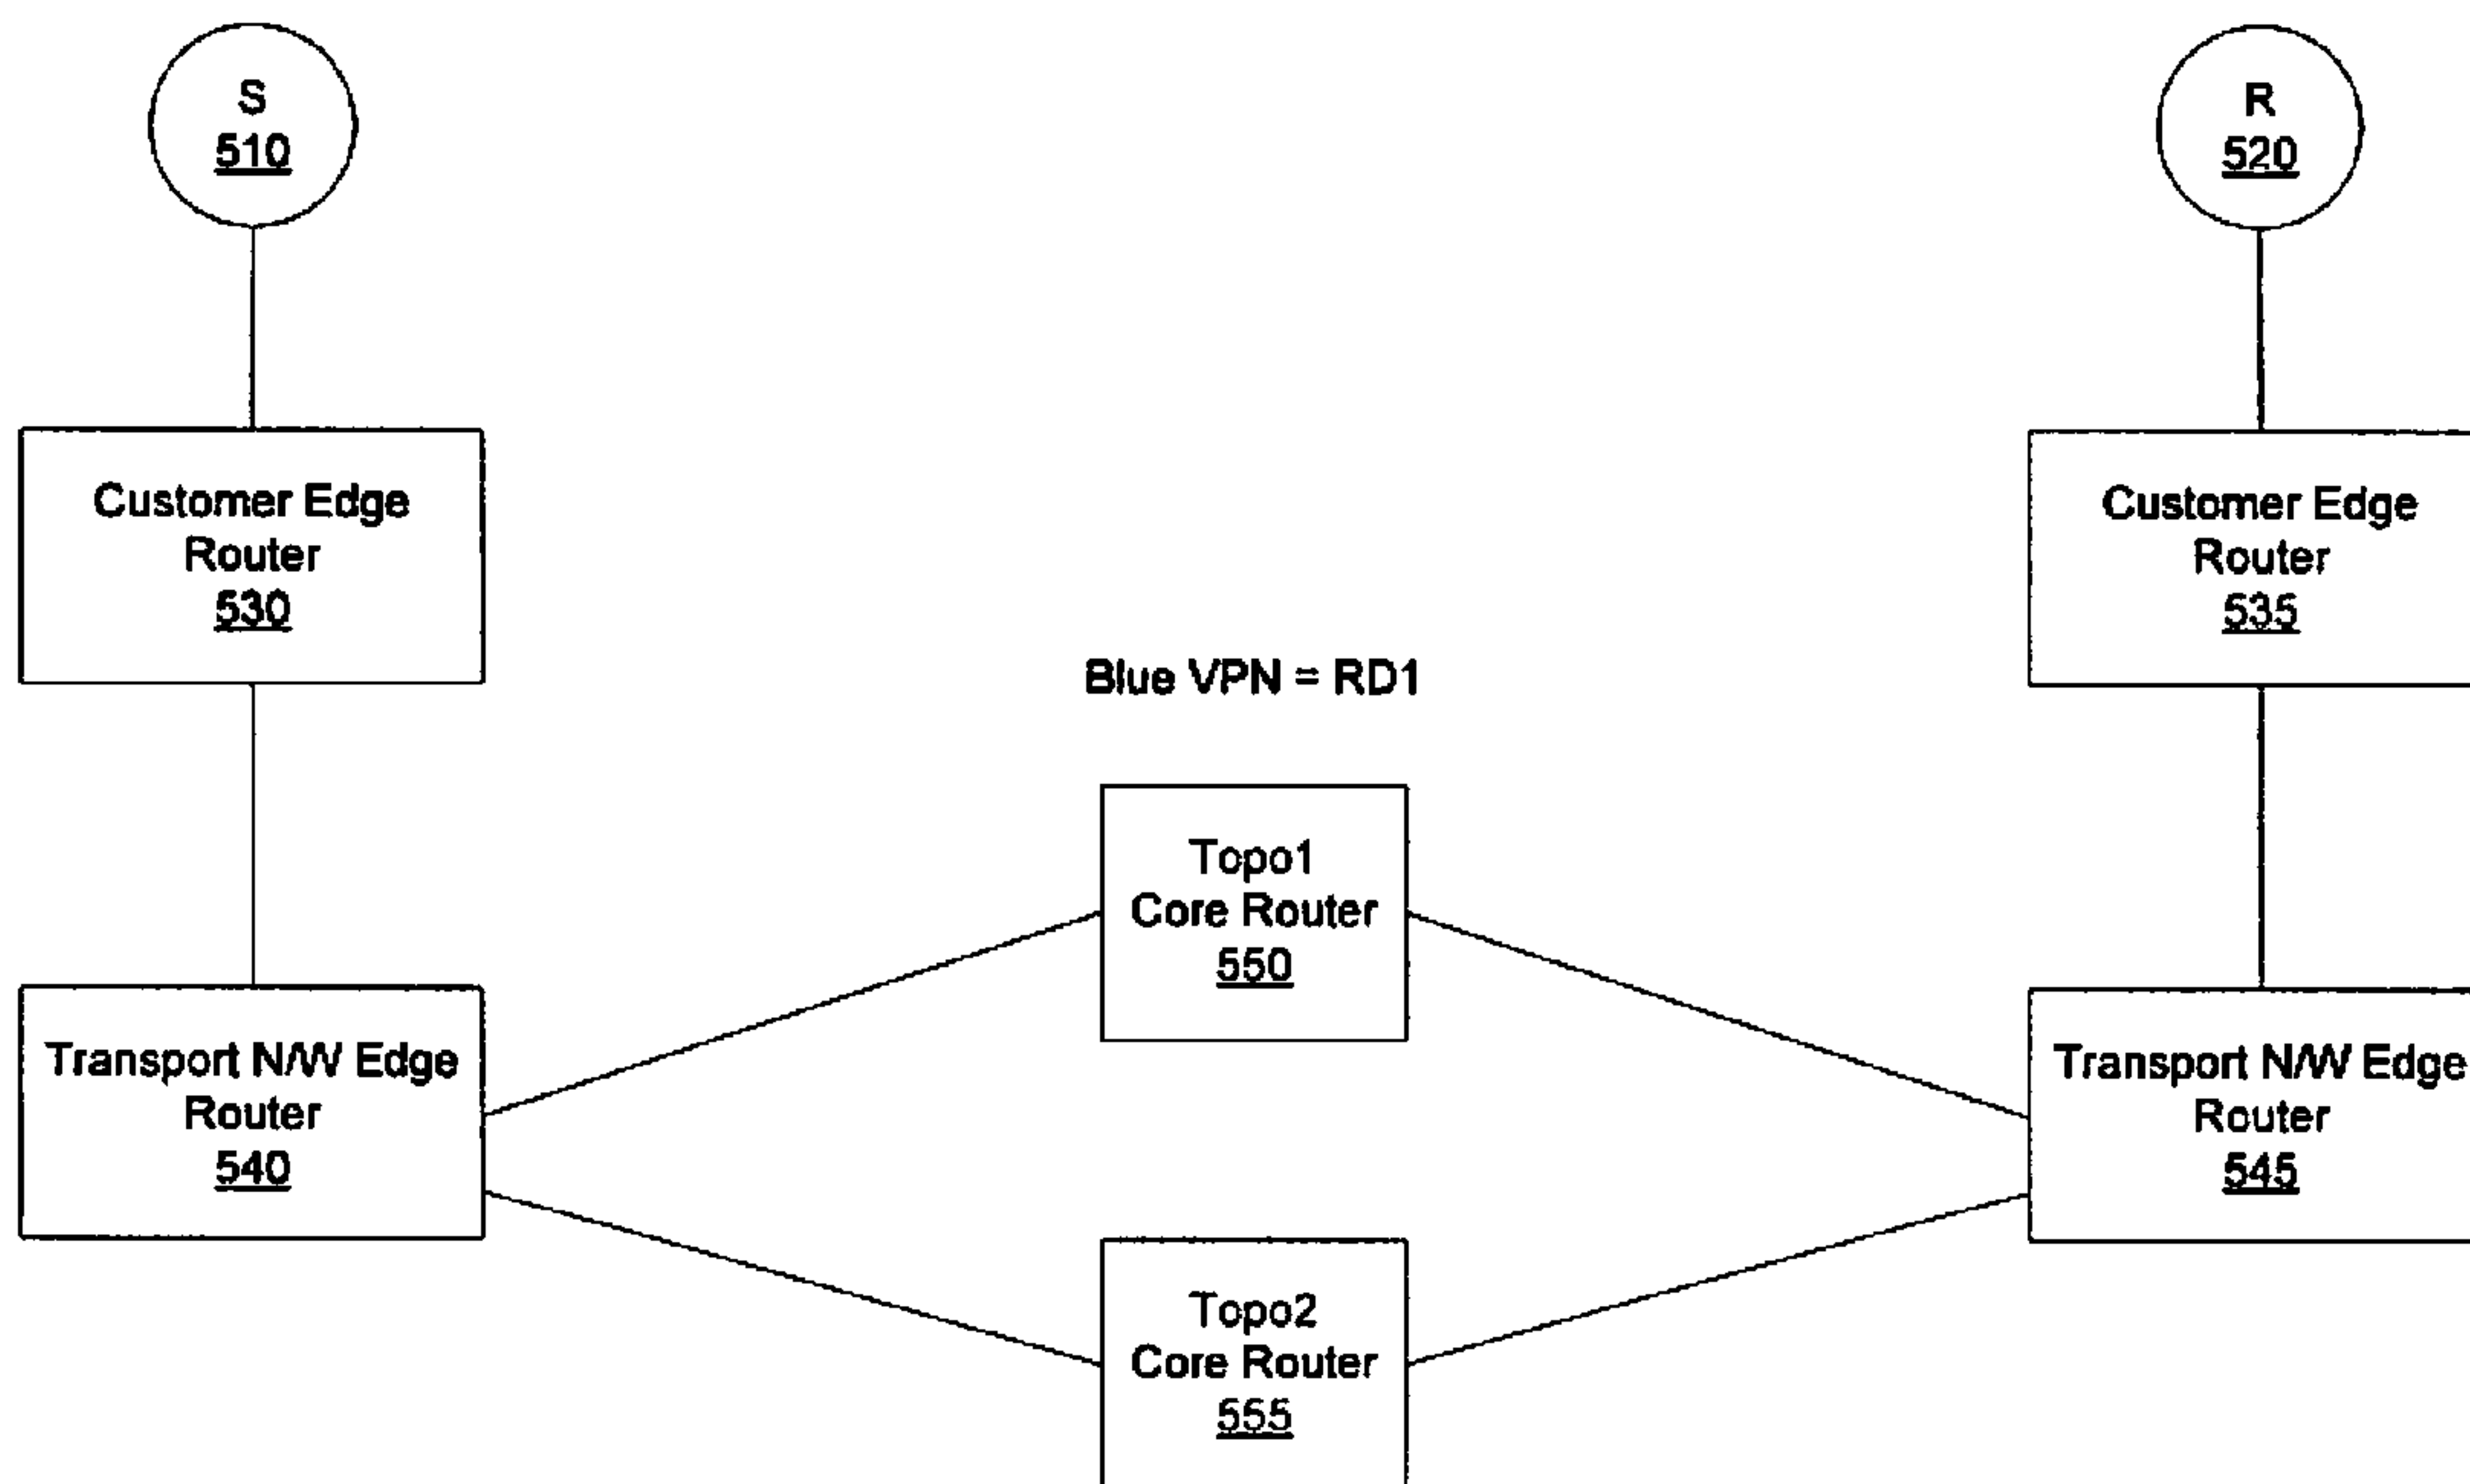 S
510
R
520
Customer Edge
Router
530
Customer Edge
Router
535
Blue VPN = RD1
Topo1
Core Router
550
Transport N/W Edge
Router
540
Transport N/W Edge
Router
545
Topo2
Core Router
555